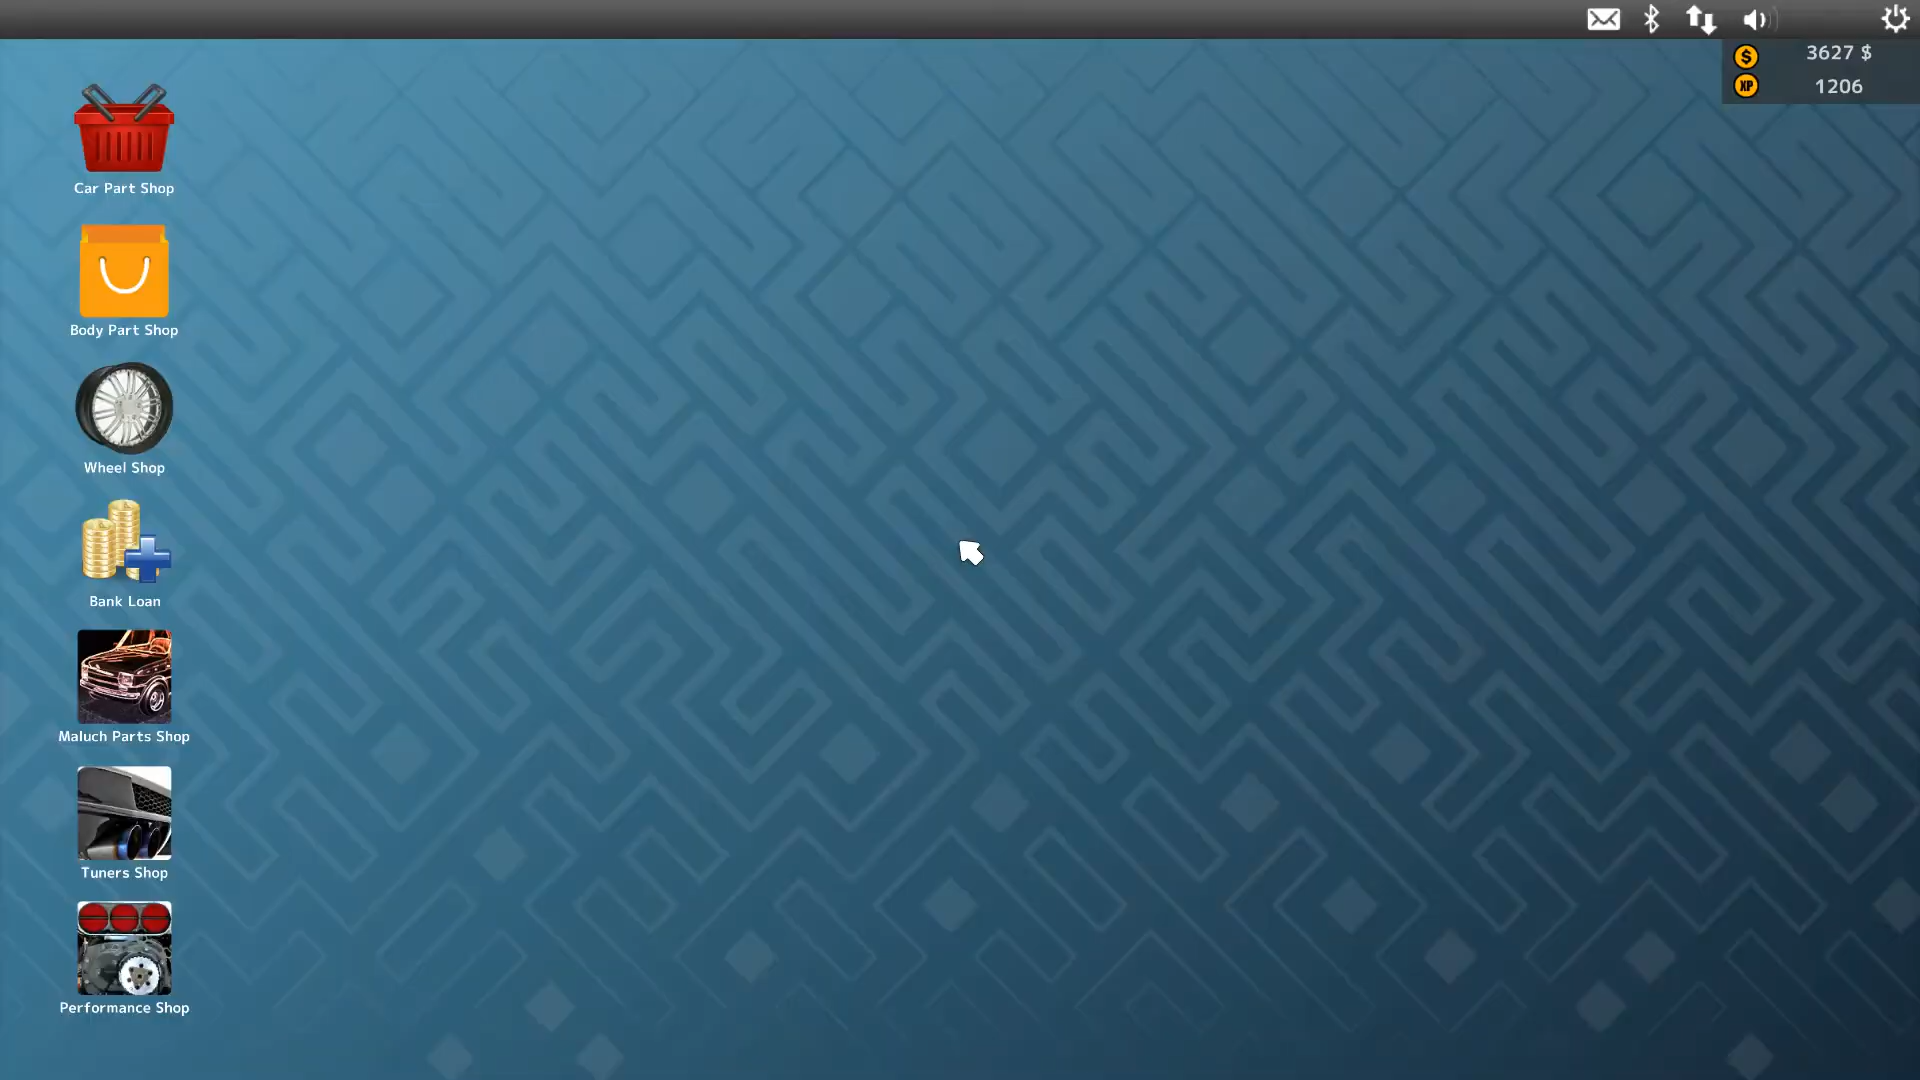 3627 $
XP 1206
Car Part Shop
Body Part Shop
Wheel Shop
Bank Loan
Maluch Parts Shop
Tuners Shop
Performance Shop